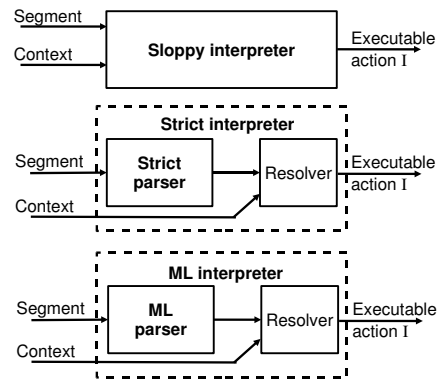 Segment
Context
Sloppy interpreter
Executable
action I
Strict interpreter
Segment
Context
Strict
parser
Resolver
Executable
action I
ML interpreter
Segment
Context
ML
parser
Resolver
Executable
action I